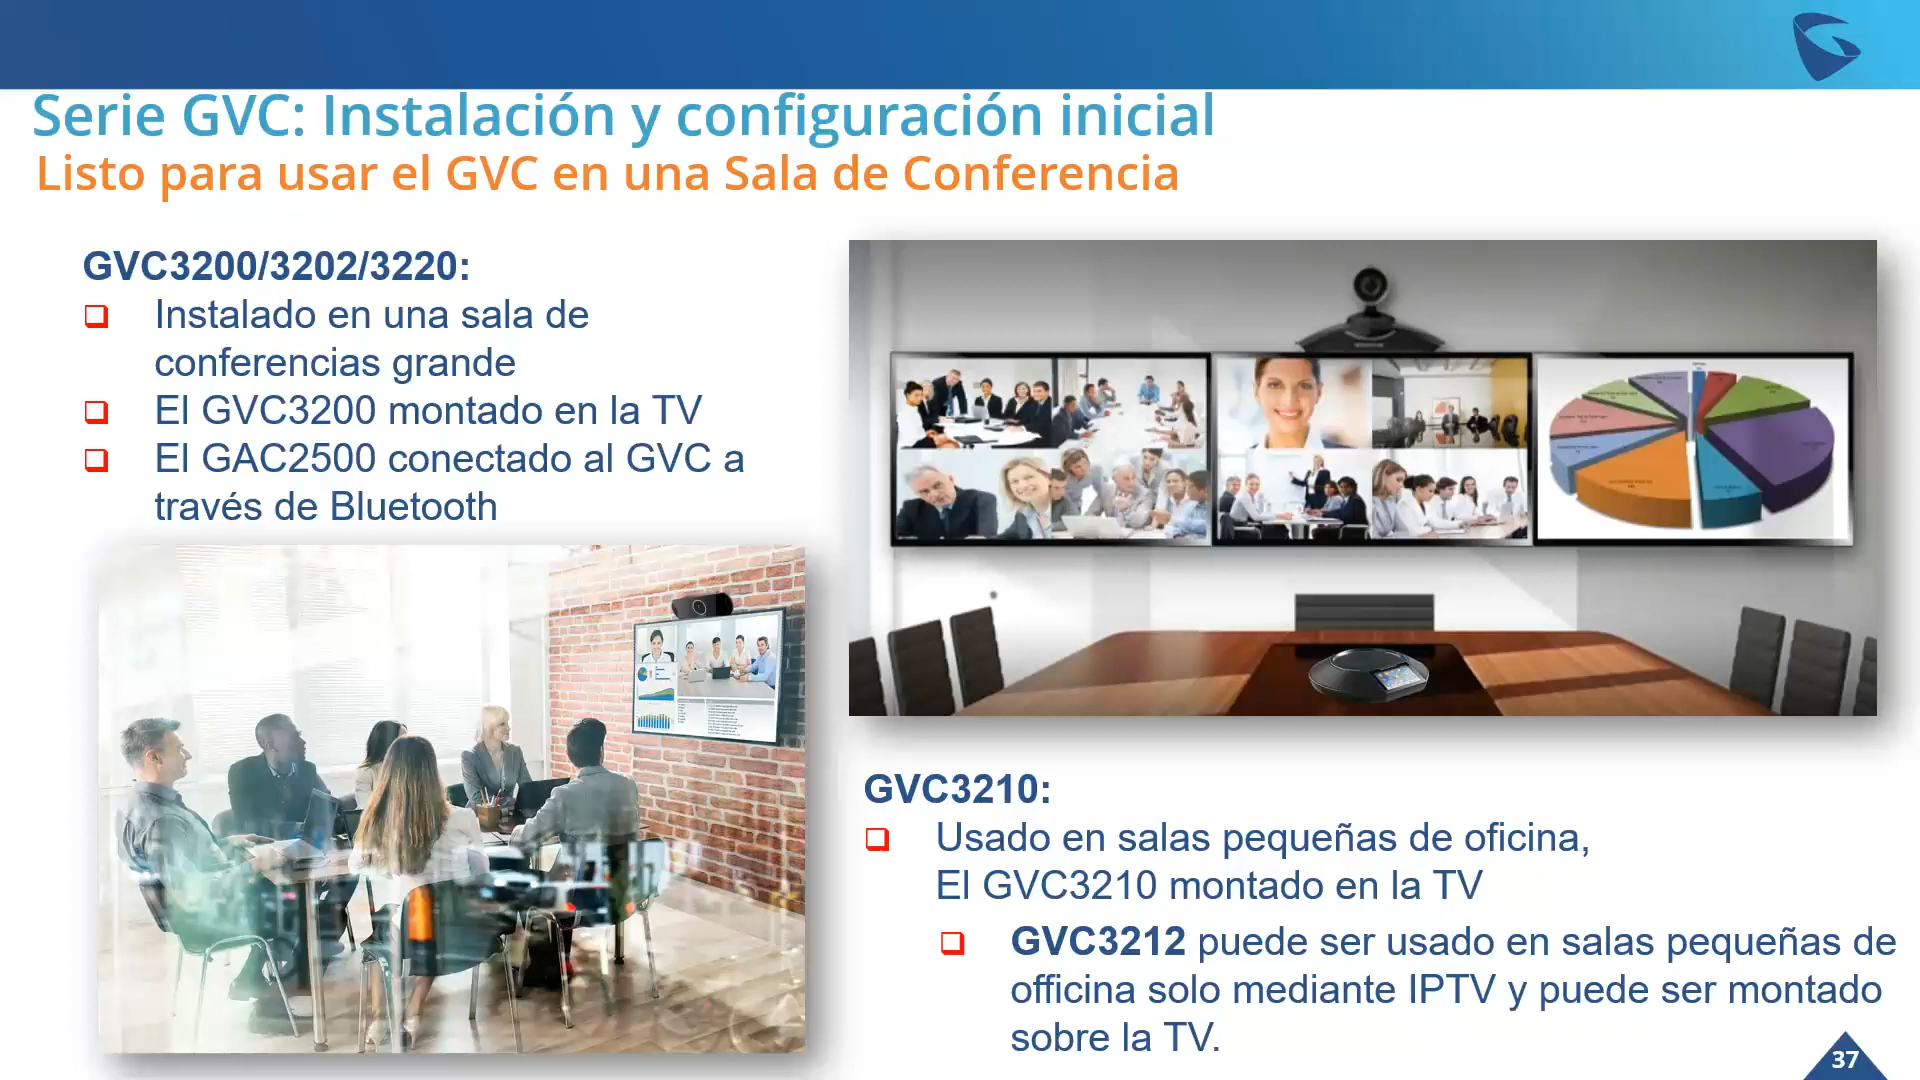 Serie GVC: Instalación y configuración inicial
Listo para usar el GVC en una Sala de Conferencia
GVC3200/3202/3220:
Instalado en una sala de
conferencias grande
El GVC3200 montado en la TV
El GAC2500 conectado al GVC a
través de Bluetooth
GVC3210:
Usado en salas pequeñas de oficina,
El GVC3210 montado en la TV
GVC3212 puede ser usado en salas pequeñas de
officina solo mediante IPTV y puede ser montado
sobre la TV.
37